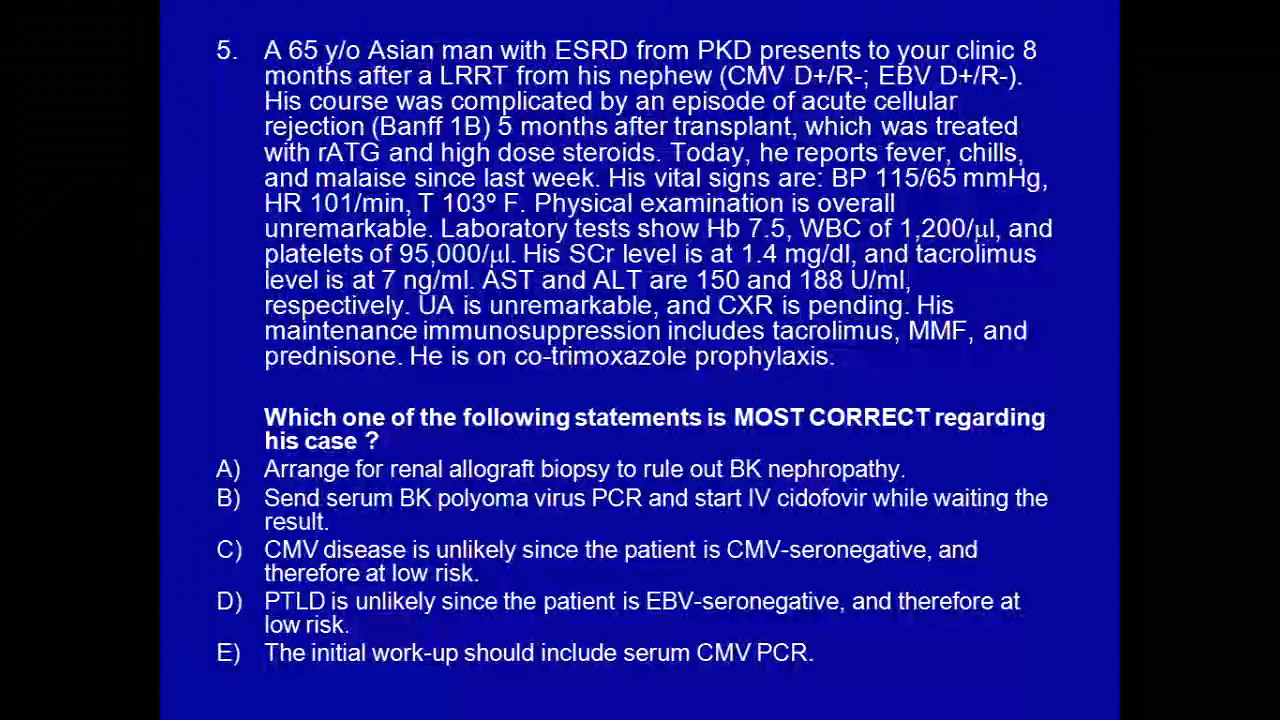 5. A 65 y/o Asian man with ESRD from PKD presents to your clinic 8
months after a LRRT from his nephew (CMV D+/R-; EBV D+/R-).
His course was complicated by an episode of acute cellular
rejection (Banff 1B) 5 months after transplant, which was treated
with rATG and high dose steroids. Today, he reports fever, chills,
and malaise since last week. His vital signs are: BP 115/65 mmHg,
HR 101/min, T 103º F. Physical examination is overall
unremarkable. Laboratory tests show Hb 7.5, WBC of 1,200/µl, and
platelets of 95,000/µl. His SCr level is at 1.4 mg/dl, and tacrolimus
level is at 7 ng/ml. AST and ALT are 150 and 188 U/ml,
respectively. UA is unremarkable, and CXR is pending. His
maintenance immunosuppression includes tacrolimus, MMF, and
prednisone. He is on co-trimoxazole prophylaxis.
Which one of the following statements is MOST CORRECT regarding
his case ?
A) Arrange for renal allograft biopsy to rule out BK nephropathy.
B) Send serum BK polyoma virus PCR and start IV cidofovir while waiting the
result.
C) CMV disease is unlikely since the patient is CMV-seronegative, and
therefore at low risk.
D) PTLD is unlikely since the patient is EBV-seronegative, and therefore at
low risk.
E) The initial work-up should include serum CMV PCR.